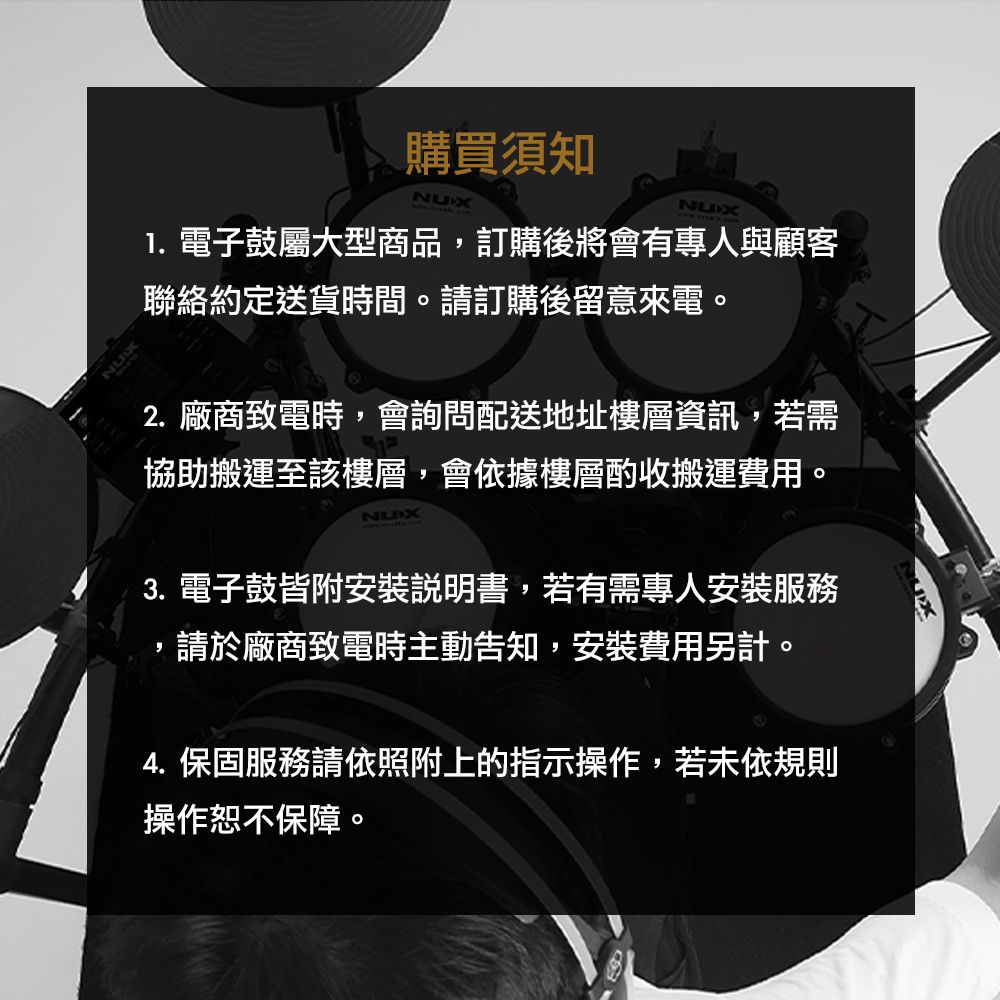 購買須知
1. 電子鼓屬大型商品，訂購後將會有專人與顧客
聯絡約定送貨時間。請訂購後留意來電。
2. 廠商致電時，會詢問配送地址樓層資訊，若需
協助搬運至該樓層，會依據樓層酌收搬運費用。
3. 電子鼓皆附安裝說明書，若有需專人安裝服務
，請於廠商致電時主動告知，安裝費用另計。
4. 保固服務請依照附上的指示操作，若未依規則
操作恕不保障。
NUX
NUX
NUX
NUX
NUX